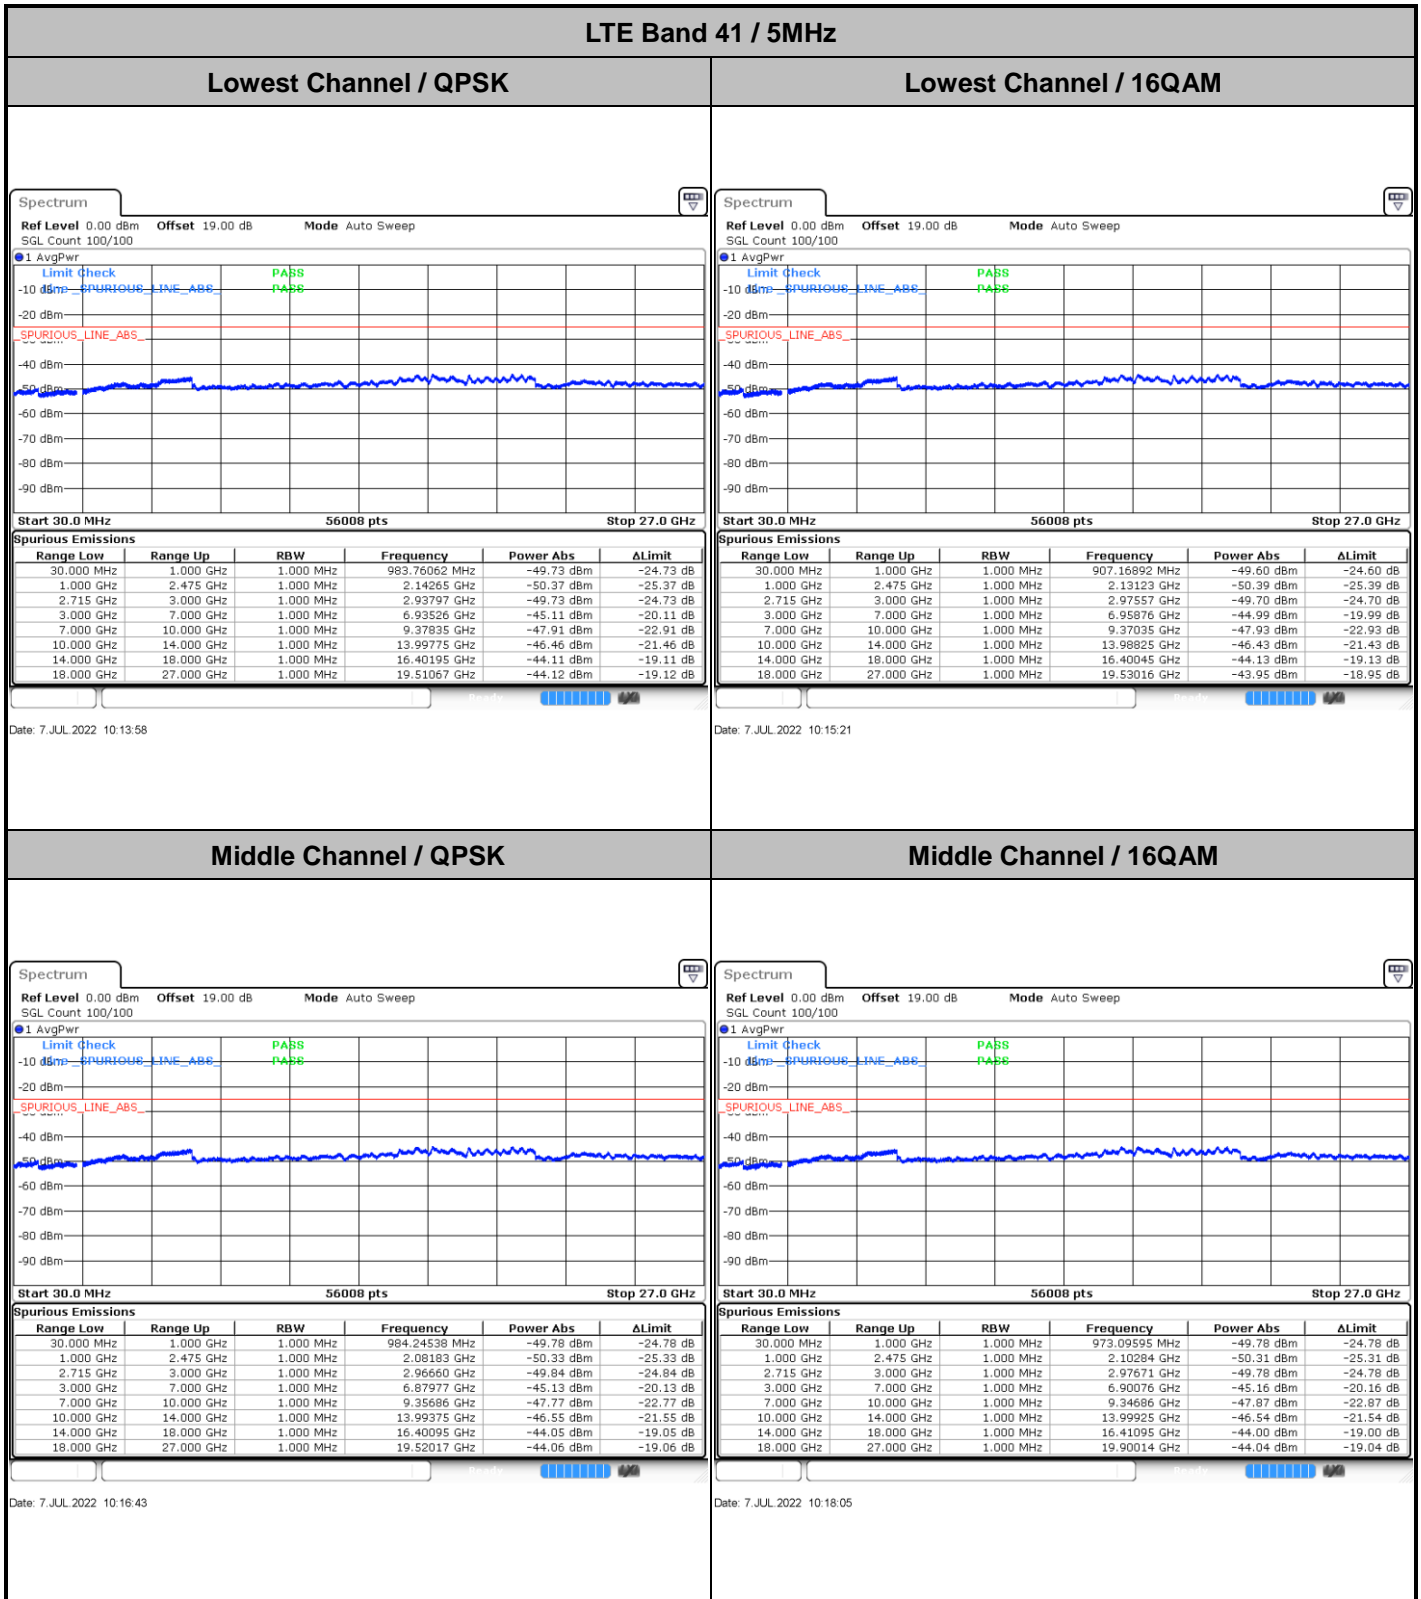 LTE Band 41 / 5MHz
Lowest Channel / QPSK
Lowest Channel / 16QAM
Spectrum
Ref Level 0.00 dBm Offset 19.00 dB Mode Auto Sweep
SGL Count 100/100
1 AvgPwr
Limit Check PASS
-10 dBm Line _SPURIOUS_LINE_ABS_ PASS
-20 dBm
_SPURIOUS_LINE_ABS_
-40 dBm
-50 dBm
-60 dBm
-70 dBm
-80 dBm
-90 dBm
Start 30.0 MHz 56008 pts Stop 27.0 GHz
Spurious Emissions
Range Low Range Up RBW Frequency Power Abs ΔLimit
30.000 MHz 1.000 GHz 1.000 MHz 983.76062 MHz -49.73 dBm -24.73 dB
1.000 GHz 2.475 GHz 1.000 MHz 2.14265 GHz -50.37 dBm -25.37 dB
2.715 GHz 3.000 GHz 1.000 MHz 2.93797 GHz -49.73 dBm -24.73 dB
3.000 GHz 7.000 GHz 1.000 MHz 6.93526 GHz -45.11 dBm -20.11 dB
7.000 GHz 10.000 GHz 1.000 MHz 9.37835 GHz -47.91 dBm -22.91 dB
10.000 GHz 14.000 GHz 1.000 MHz 13.99775 GHz -46.46 dBm -21.46 dB
14.000 GHz 18.000 GHz 1.000 MHz 16.40195 GHz -44.11 dBm -19.11 dB
18.000 GHz 27.000 GHz 1.000 MHz 19.51067 GHz -44.12 dBm -19.12 dB
Ready
Date: 7.JUL.2022 10:13:58
Spectrum
Ref Level 0.00 dBm Offset 19.00 dB Mode Auto Sweep
SGL Count 100/100
1 AvgPwr
Limit Check PASS
-10 dBm Line _SPURIOUS_LINE_ABS_ PASS
-20 dBm
_SPURIOUS_LINE_ABS_
-40 dBm
-50 dBm
-60 dBm
-70 dBm
-80 dBm
-90 dBm
Start 30.0 MHz 56008 pts Stop 27.0 GHz
Spurious Emissions
Range Low Range Up RBW Frequency Power Abs ΔLimit
30.000 MHz 1.000 GHz 1.000 MHz 907.16892 MHz -49.60 dBm -24.60 dB
1.000 GHz 2.475 GHz 1.000 MHz 2.13123 GHz -50.39 dBm -25.39 dB
2.715 GHz 3.000 GHz 1.000 MHz 2.97557 GHz -49.70 dBm -24.70 dB
3.000 GHz 7.000 GHz 1.000 MHz 6.95876 GHz -44.99 dBm -19.99 dB
7.000 GHz 10.000 GHz 1.000 MHz 9.37035 GHz -47.93 dBm -22.93 dB
10.000 GHz 14.000 GHz 1.000 MHz 13.98825 GHz -46.43 dBm -21.43 dB
14.000 GHz 18.000 GHz 1.000 MHz 16.40045 GHz -44.13 dBm -19.13 dB
18.000 GHz 27.000 GHz 1.000 MHz 19.53016 GHz -43.95 dBm -18.95 dB
Ready
Date: 7.JUL.2022 10:15:21
Middle Channel / QPSK
Middle Channel / 16QAM
Spectrum
Ref Level 0.00 dBm Offset 19.00 dB Mode Auto Sweep
SGL Count 100/100
1 AvgPwr
Limit Check PASS
-10 dBm Line _SPURIOUS_LINE_ABS_ PASS
-20 dBm
_SPURIOUS_LINE_ABS_
-40 dBm
-50 dBm
-60 dBm
-70 dBm
-80 dBm
-90 dBm
Start 30.0 MHz 56008 pts Stop 27.0 GHz
Spurious Emissions
Range Low Range Up RBW Frequency Power Abs ΔLimit
30.000 MHz 1.000 GHz 1.000 MHz 984.24538 MHz -49.78 dBm -24.78 dB
1.000 GHz 2.475 GHz 1.000 MHz 2.08183 GHz -50.33 dBm -25.33 dB
2.715 GHz 3.000 GHz 1.000 MHz 2.96660 GHz -49.84 dBm -24.84 dB
3.000 GHz 7.000 GHz 1.000 MHz 6.87977 GHz -45.13 dBm -20.13 dB
7.000 GHz 10.000 GHz 1.000 MHz 9.35686 GHz -47.77 dBm -22.77 dB
10.000 GHz 14.000 GHz 1.000 MHz 13.99375 GHz -46.55 dBm -21.55 dB
14.000 GHz 18.000 GHz 1.000 MHz 16.40095 GHz -44.05 dBm -19.05 dB
18.000 GHz 27.000 GHz 1.000 MHz 19.52017 GHz -44.06 dBm -19.06 dB
Ready
Date: 7.JUL.2022 10:16:43
Spectrum
Ref Level 0.00 dBm Offset 19.00 dB Mode Auto Sweep
SGL Count 100/100
1 AvgPwr
Limit Check PASS
-10 dBm Line _SPURIOUS_LINE_ABS_ PASS
-20 dBm
_SPURIOUS_LINE_ABS_
-40 dBm
-50 dBm
-60 dBm
-70 dBm
-80 dBm
-90 dBm
Start 30.0 MHz 56008 pts Stop 27.0 GHz
Spurious Emissions
Range Low Range Up RBW Frequency Power Abs ΔLimit
30.000 MHz 1.000 GHz 1.000 MHz 973.09595 MHz -49.78 dBm -24.78 dB
1.000 GHz 2.475 GHz 1.000 MHz 2.10284 GHz -50.31 dBm -25.31 dB
2.715 GHz 3.000 GHz 1.000 MHz 2.97671 GHz -49.78 dBm -24.78 dB
3.000 GHz 7.000 GHz 1.000 MHz 6.90076 GHz -45.16 dBm -20.16 dB
7.000 GHz 10.000 GHz 1.000 MHz 9.34686 GHz -47.87 dBm -22.87 dB
10.000 GHz 14.000 GHz 1.000 MHz 13.99925 GHz -46.54 dBm -21.54 dB
14.000 GHz 18.000 GHz 1.000 MHz 16.41095 GHz -44.00 dBm -19.00 dB
18.000 GHz 27.000 GHz 1.000 MHz 19.90014 GHz -44.04 dBm -19.04 dB
Ready
Date: 7.JUL.2022 10:18:05